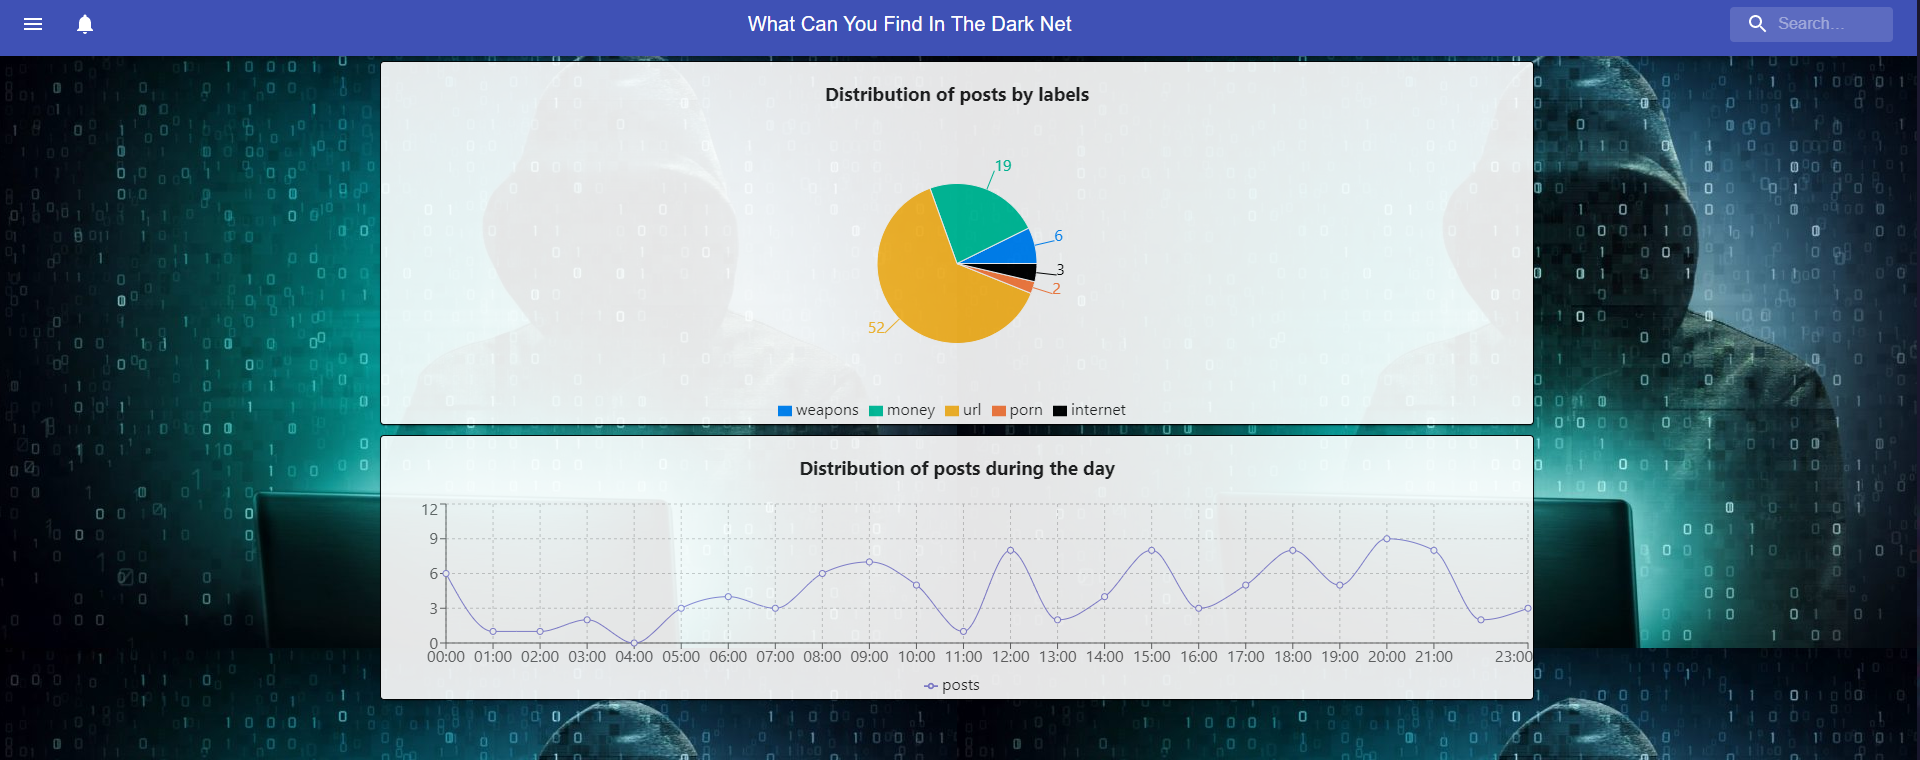 What Can You Find In The Dark Net
Search...
Distribution of posts by labels
19
6
3
2
52
weapons money url porn internet
Distribution of posts during the day
12
9
6
3
0
00:00 01:00 02:00 03:00 04:00 05:00 06:00 07:00 08:00 09:00 10:00 11:00 12:00 13:00 14:00 15:00 16:00 17:00 18:00 19:00 20:00 21:00 23:00
posts